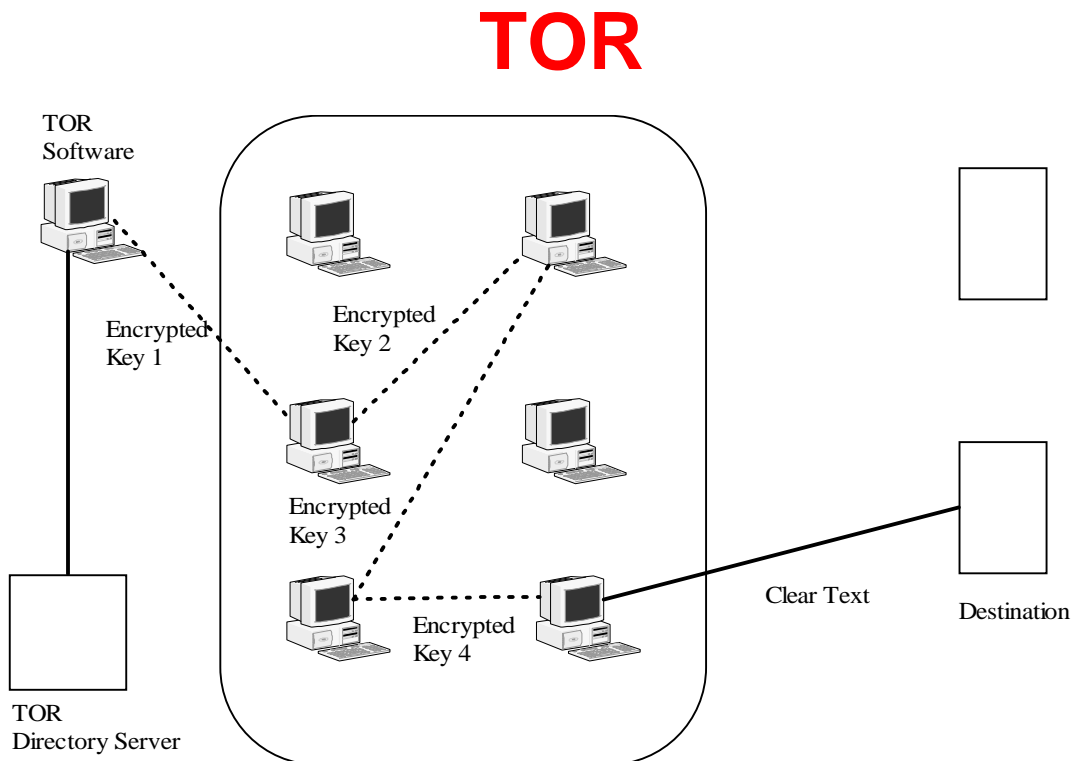 TOR
TOR
Software
Encrypted
Key 1
Encrypted
Key 2
Encrypted
Key 3
Encrypted
Key 4
Clear Text
Destination
TOR
Directory Server